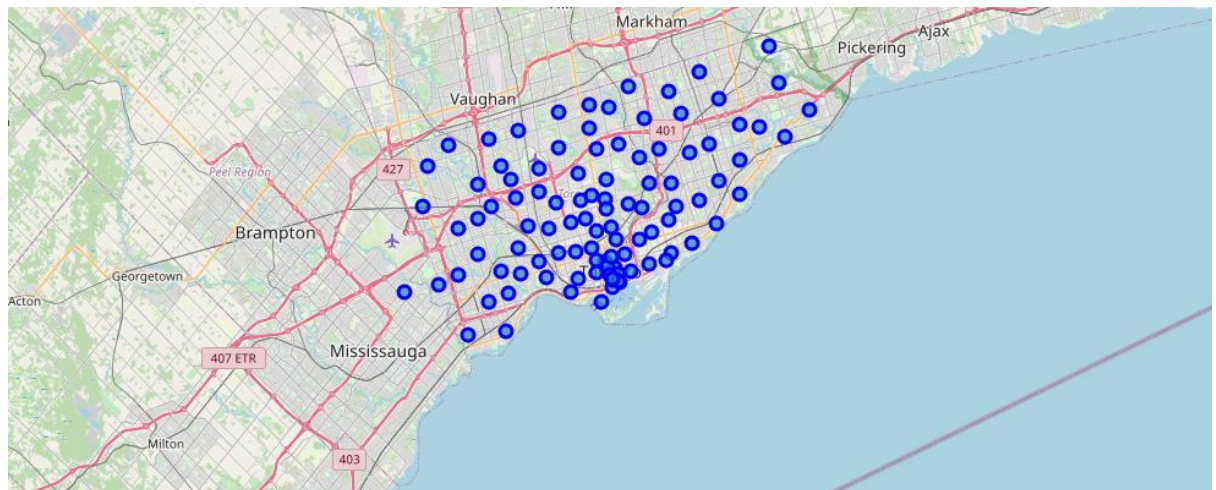 Markham
Ajax
Pickering
Vaughan
401
427
Peel Region
Brampton
Georgetown
Acton
Mississauga
407 ETR
Milton
403